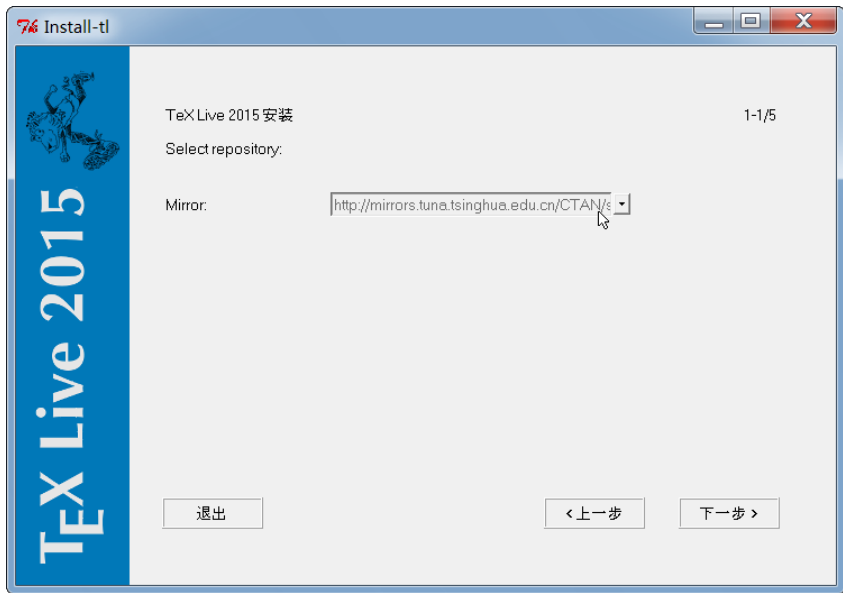 Install-tl
TeX Live 2015
TeX Live 2015 安装
1-1/5
Select repository:
Mirror:
http://mirrors.tuna.tsinghua.edu.cn/CTAN/s
退出
<上一步
下一步>